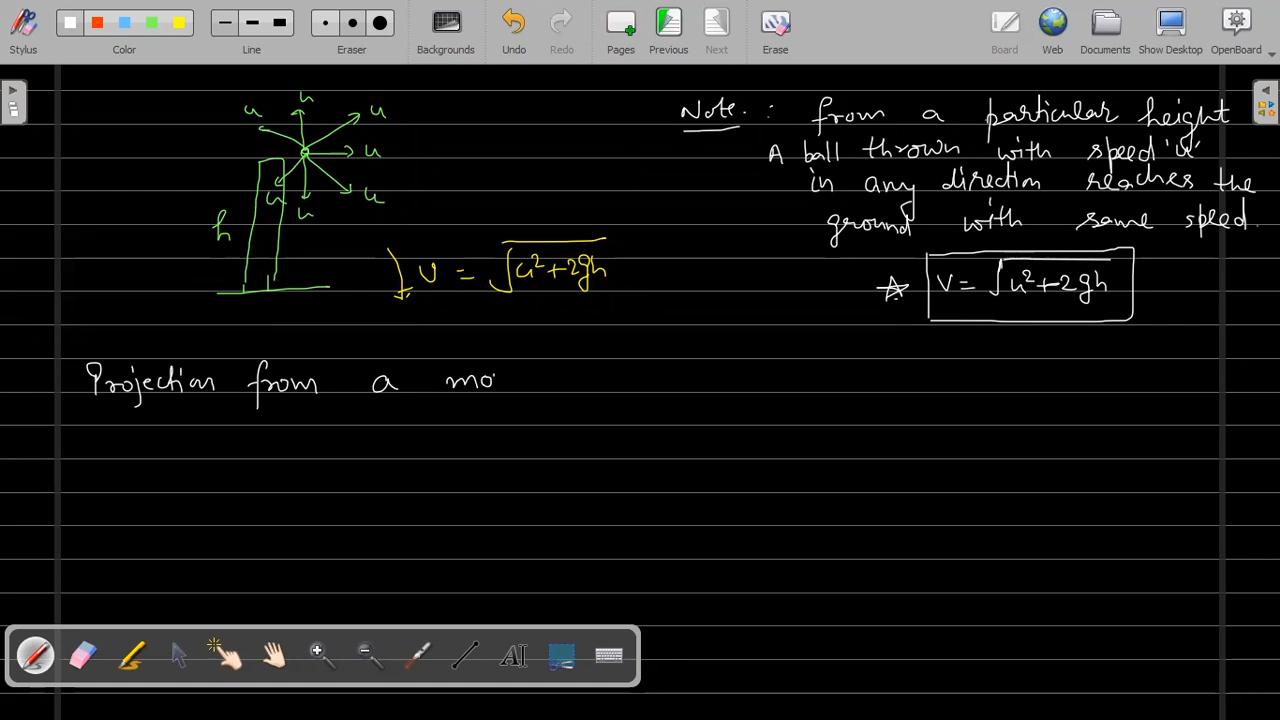 Stylus
Color
Line
Eraser
Backgrounds
Undo
Redo
Pages
Previous
Next
Erase
Board
Web
Documents
Show Desktop
OpenBoard
u
u
u
u
u
u
u
h
v = √u²+2gh
Note : from a particular height
A ball thrown with speed 'u'
in any direction reaches the
ground with same speed.
V = √u²+2gh
Projection from a mo
AI